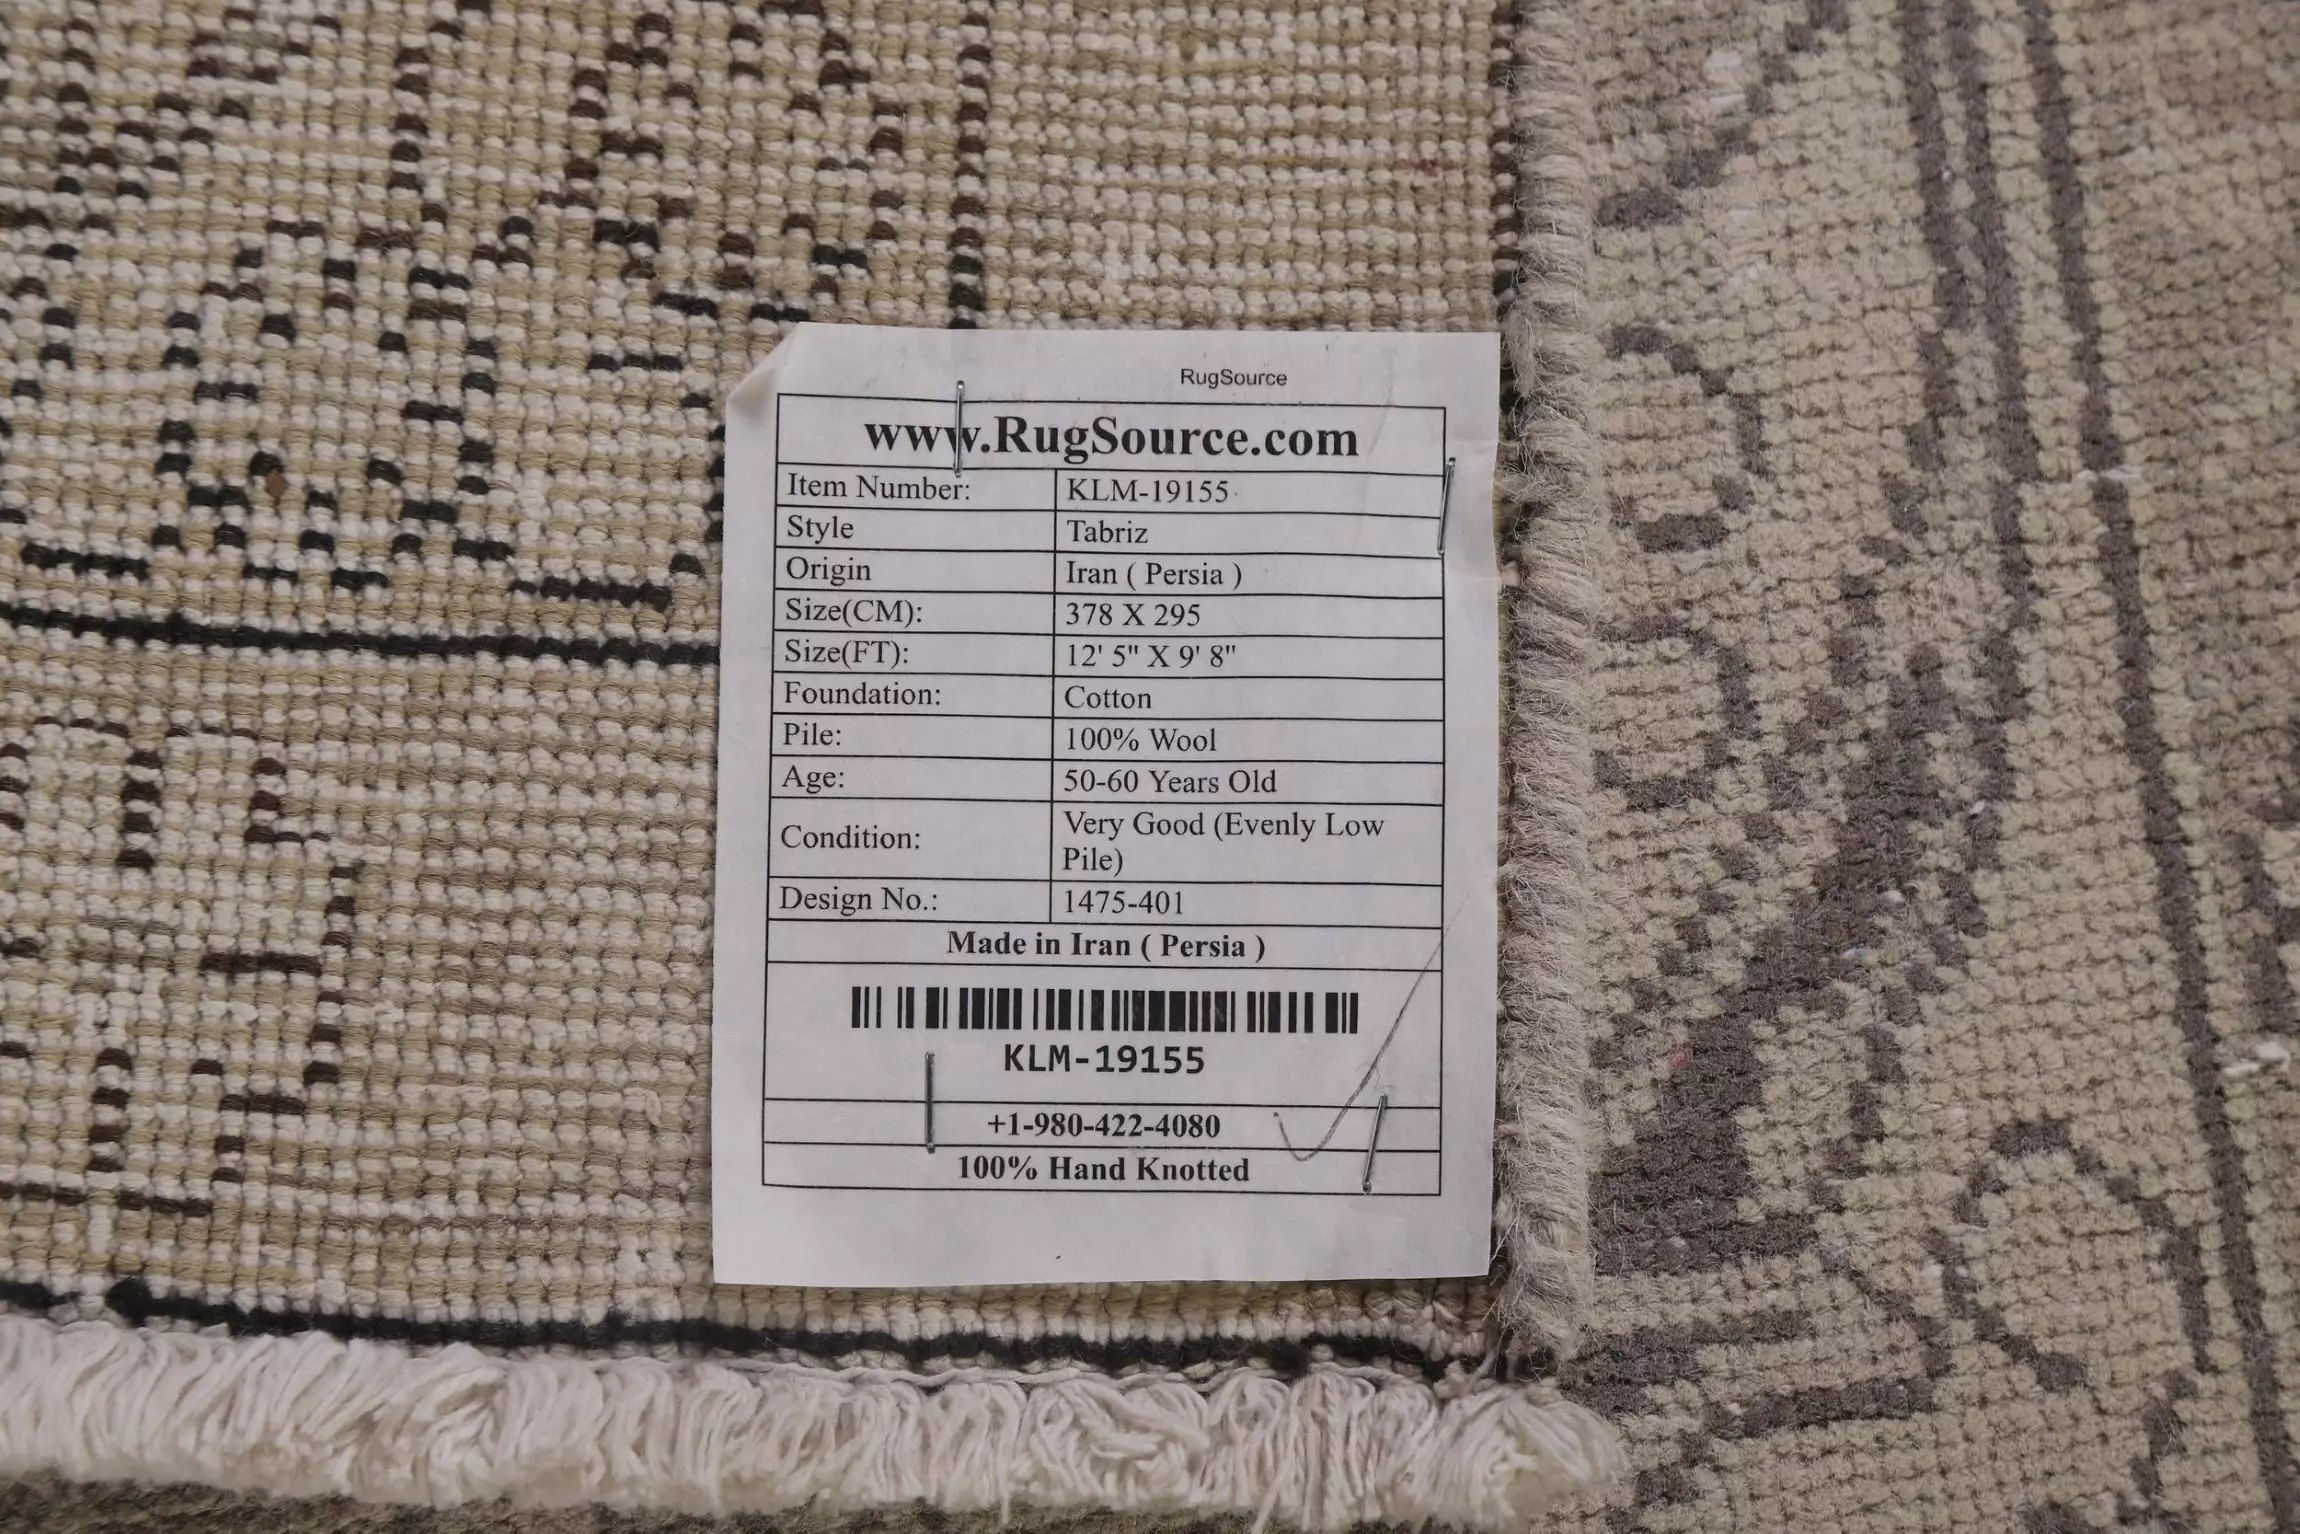 RugSource
www.RugSource.com
Item Number: KLM-19155
Style Tabriz
Origin Iran ( Persia )
Size(CM): 378 X 295
Size(FT): 12' 5" X 9' 8"
Foundation: Cotton
Pile: 100% Wool
Age: 50-60 Years Old
Condition: Very Good (Evenly Low
Pile)
Design No.: 1475-401
Made in Iran ( Persia )
KLM-19155
+1-980-422-4080
100% Hand Knotted